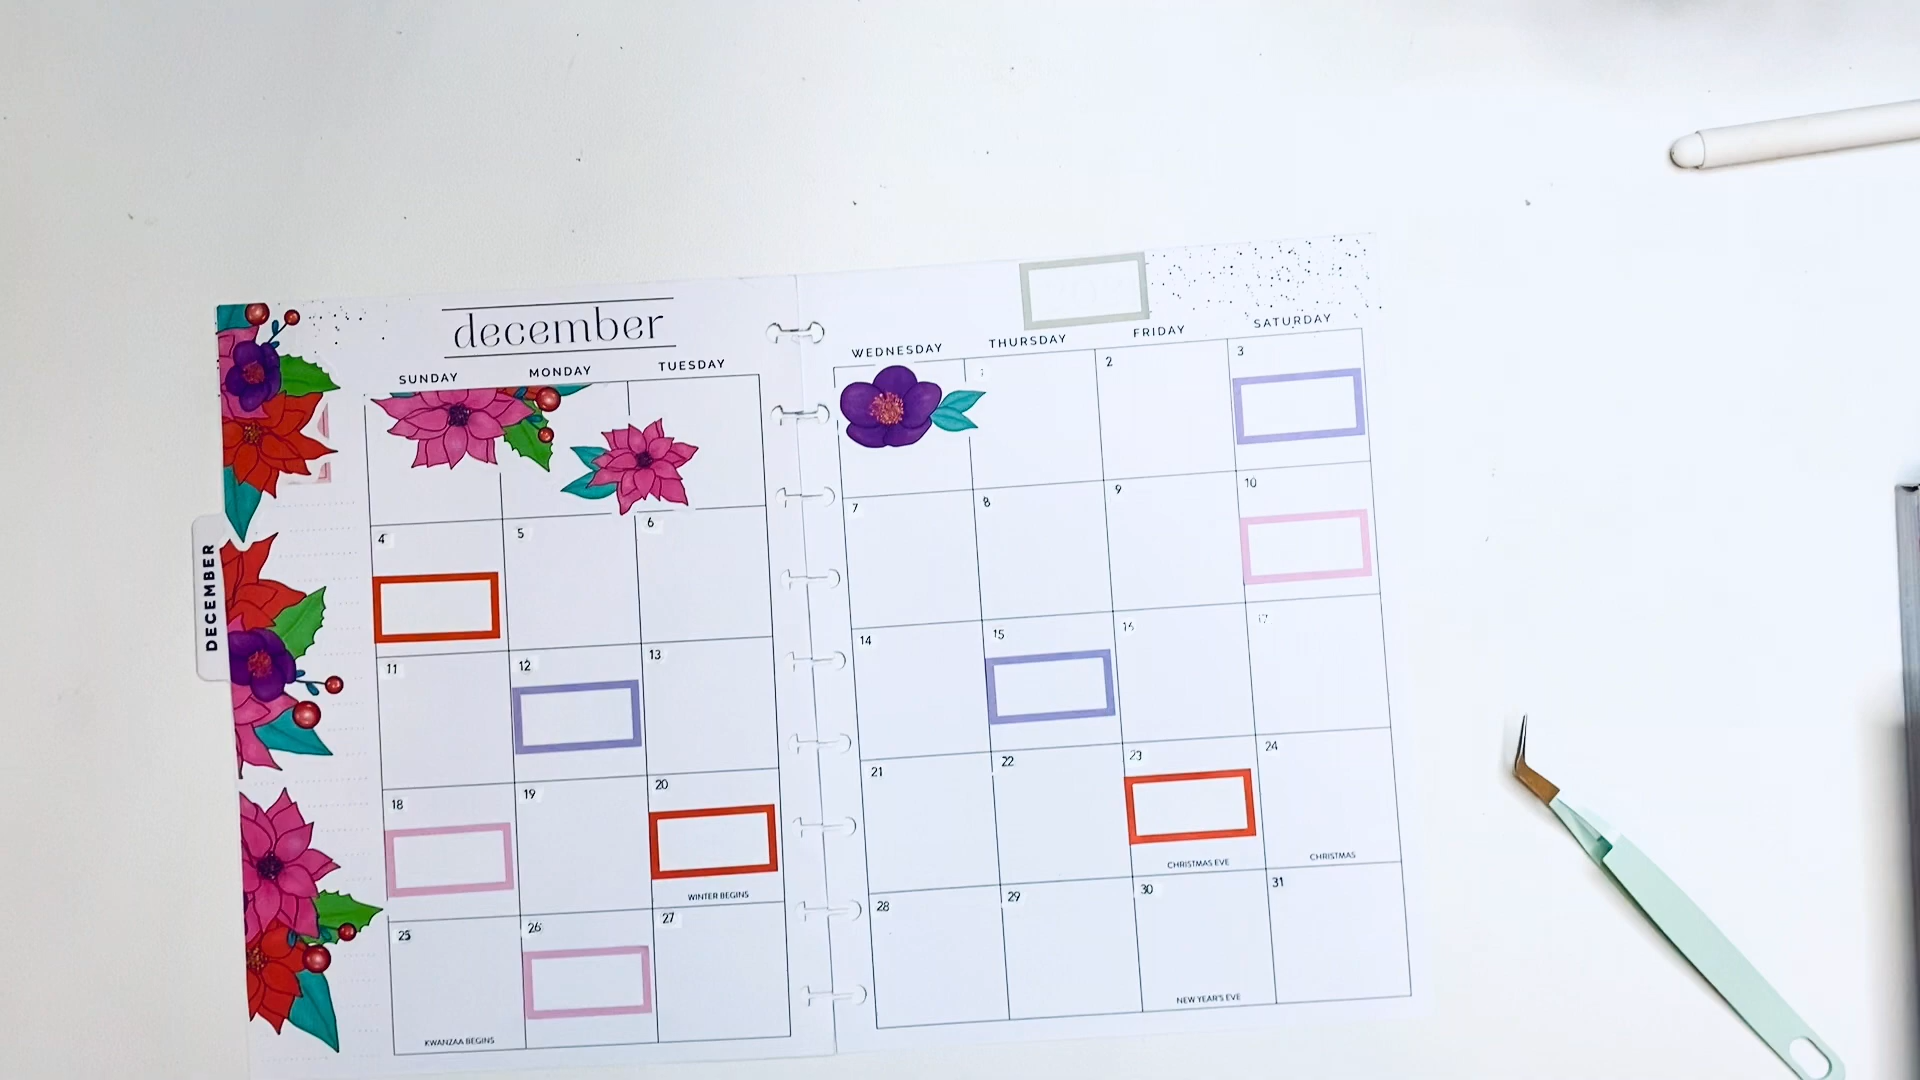 december
SUNDAY MONDAY TUESDAY WEDNESDAY THURSDAY FRIDAY SATURDAY
1 2 3
4 5 6 7 8 9 10
11 12 13 14 15 16 17
18 19 20 21 22 23 24
WINTER BEGINS CHRISTMAS EVE CHRISTMAS
25 26 27 28 29 30 31
KWANZAA BEGINS NEW YEAR'S EVE
DECEMBER